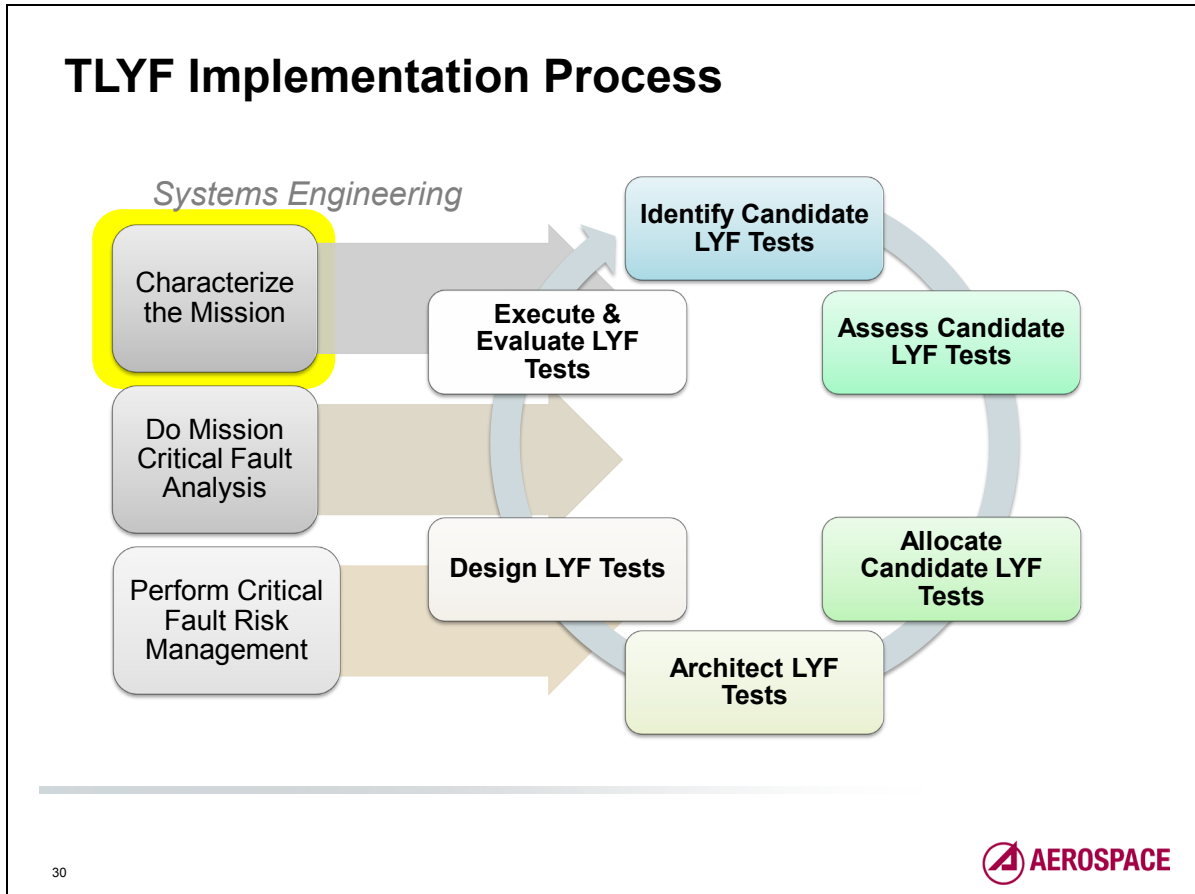 TLYF Implementation Process
Systems Engineering
Characterize
the Mission
Do Mission
Critical Fault
Analysis
Perform Critical
Fault Risk
Management
Identify Candidate
LYF Tests
Assess Candidate
LYF Tests
Allocate
Candidate LYF
Tests
Architect LYF
Tests
Design LYF Tests
Execute &
Evaluate LYF
Tests
30
AEROSPACE